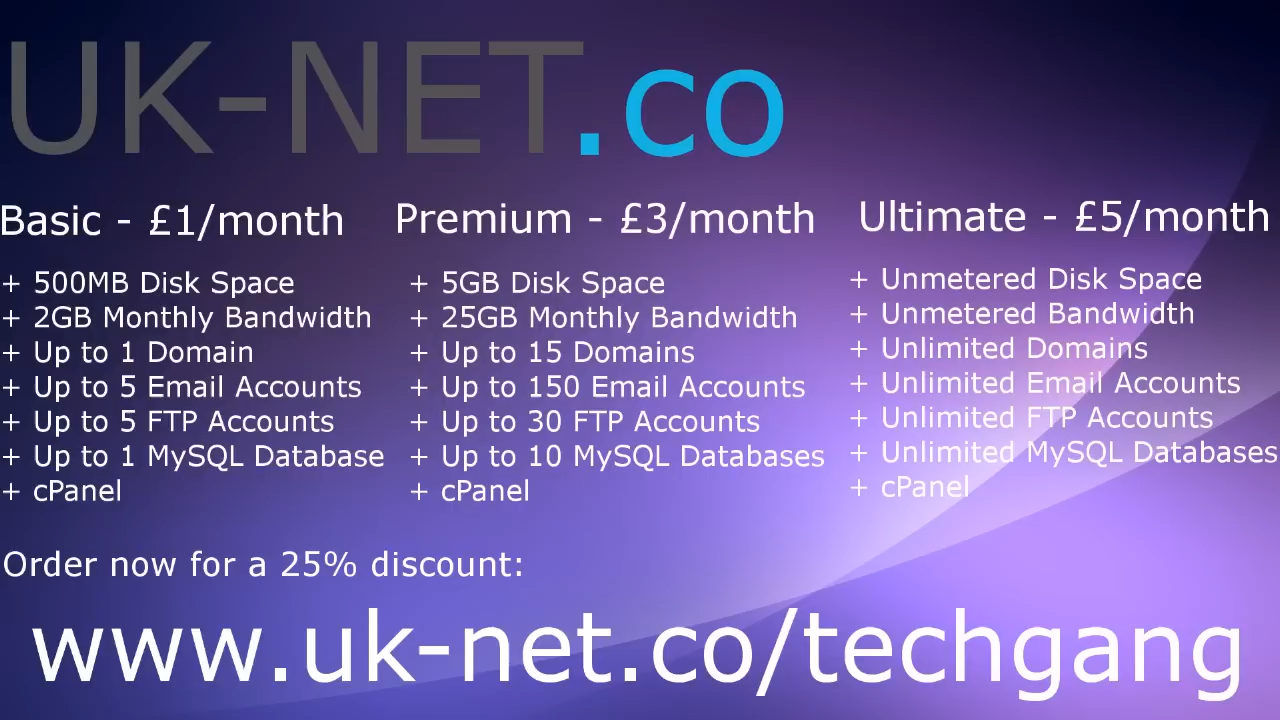 UK-NET.co
Basic - £1/month
+ 500MB Disk Space
+ 2GB Monthly Bandwidth
+ Up to 1 Domain
+ Up to 5 Email Accounts
+ Up to 5 FTP Accounts
+ Up to 1 MySQL Database
+ cPanel
Premium - £3/month
+ 5GB Disk Space
+ 25GB Monthly Bandwidth
+ Up to 15 Domains
+ Up to 150 Email Accounts
+ Up to 30 FTP Accounts
+ Up to 10 MySQL Databases
+ cPanel
Ultimate - £5/month
+ Unmetered Disk Space
+ Unmetered Bandwidth
+ Unlimited Domains
+ Unlimited Email Accounts
+ Unlimited FTP Accounts
+ Unlimited MySQL Databases
+ cPanel
Order now for a 25% discount:
www.uk-net.co/techgang